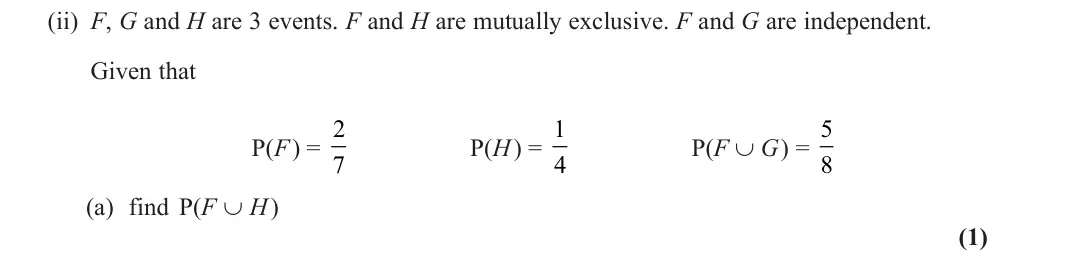 (ii) F, G and H are 3 events. F and H are mutually exclusive. F and G are independent.
Given that
P(F) = 2/7 P(H) = 1/4 P(F ∪ G) = 5/8
(a) find P(F ∪ H)
(1)